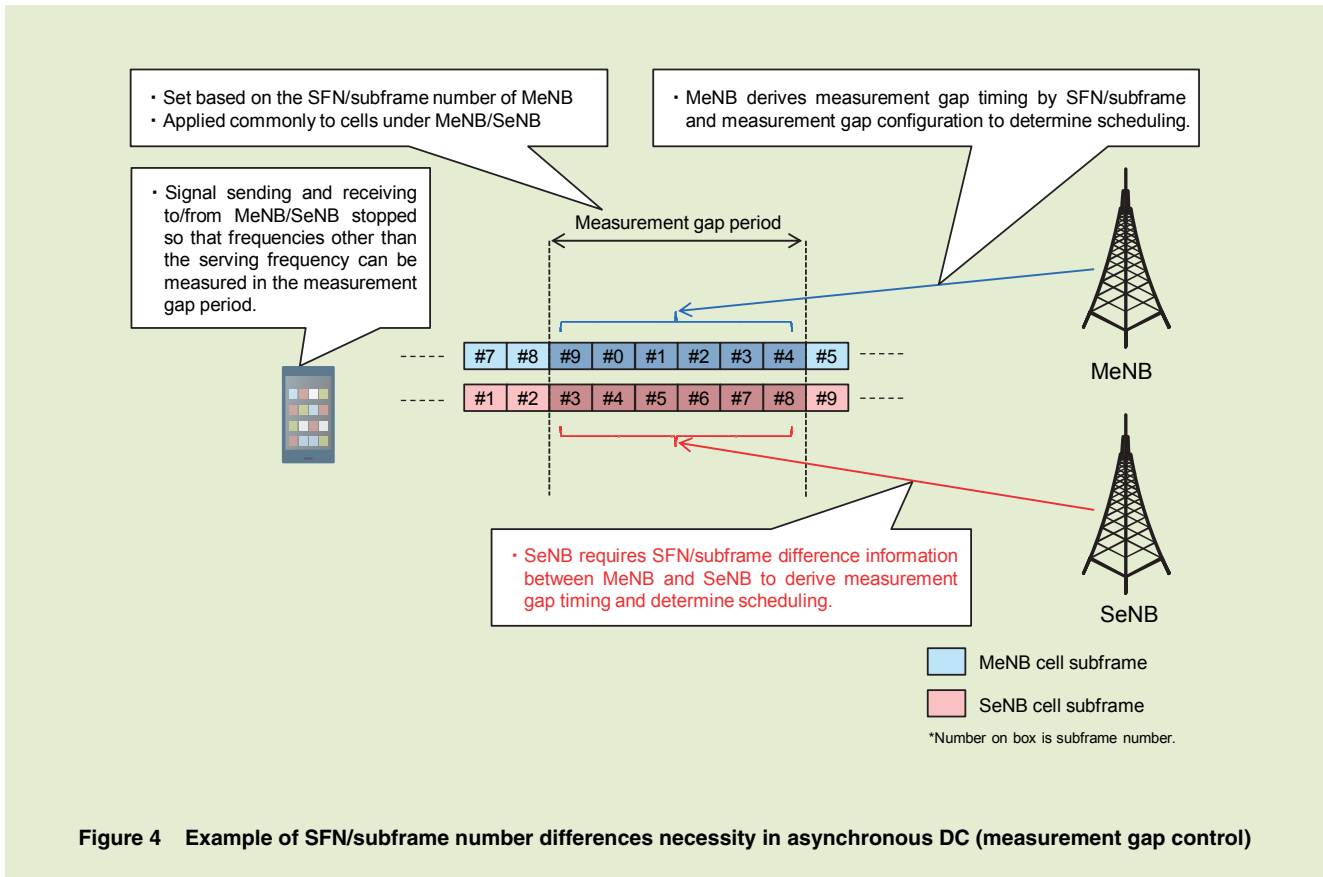 ・ Set based on the SFN/subframe number of MeNB
・ Applied commonly to cells under MeNB/SeNB
・ MeNB derives measurement gap timing by SFN/subframe
and measurement gap configuration to determine scheduling.
・ Signal sending and receiving
to/from MeNB/SeNB stopped
so that frequencies other than
the serving frequency can be
measured in the measurement
gap period.
Measurement gap period
#7 #8 #9 #0 #1 #2 #3 #4 #5
MeNB
#1 #2 #3 #4 #5 #6 #7 #8 #9
・ SeNB requires SFN/subframe difference information
between MeNB and SeNB to derive measurement
gap timing and determine scheduling.
SeNB
MeNB cell subframe
SeNB cell subframe
*Number on box is subframe number.
Figure 4 Example of SFN/subframe number differences necessity in asynchronous DC (measurement gap control)